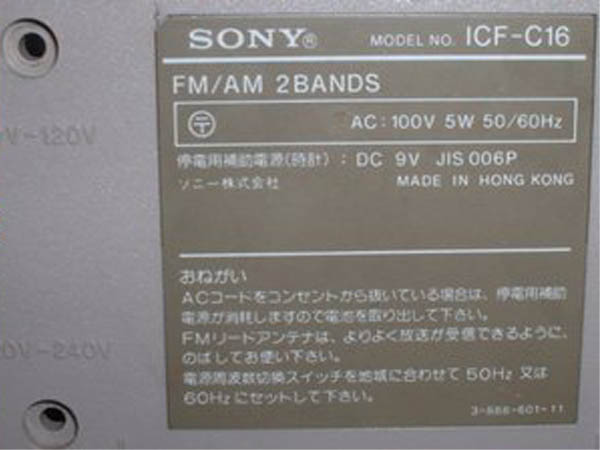 SONY® MODEL NO. ICF-C16
FM/AM 2BANDS
〒 AC:100V 5W 50/60Hz
V-120V
停電用補助電源(時計):DC 9V JIS 006P
ソニー株式会社 MADE IN HONG KONG
おねがい
ACコードをコンセントから抜いている場合は、停電用補助
電源が消耗しますので電池を取り出して下さい。
FMリードアンテナは、よりよく放送が受信できるように、
のばしてお使い下さい。
0V-240V
電源周波数切換スイッチを地域に合わせて 50Hz 又は
60Hz にセットして下さい。
3-666-601-11